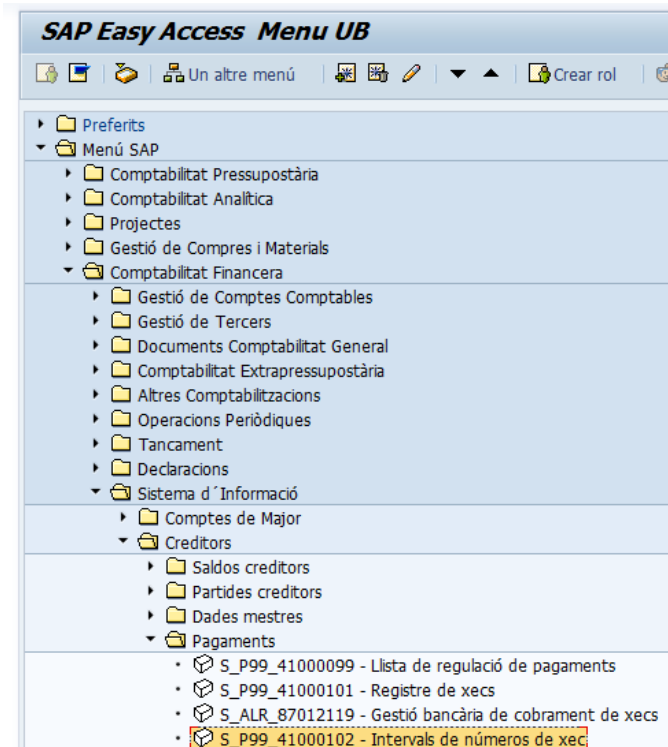 SAP Easy Access Menu UB
Un altre menú Crear rol
Preferits
Menú SAP
Comptabilitat Pressupostària
Comptabilitat Analítica
Projectes
Gestió de Compres i Materials
Comptabilitat Financera
Gestió de Comptes Comptables
Gestió de Tercers
Documents Comptabilitat General
Comptabilitat Extrapressupostària
Altres Comptabilitzacions
Operacions Periòdiques
Tancament
Declaracions
Sistema d´Informació
Comptes de Major
Creditors
Saldos creditors
Partides creditors
Dades mestres
Pagaments
S_P99_41000099 - Llista de regulació de pagaments
S_P99_41000101 - Registre de xecs
S_ALR_87012119 - Gestió bancària de cobrament de xecs
S_P99_41000102 - Intervals de números de xec